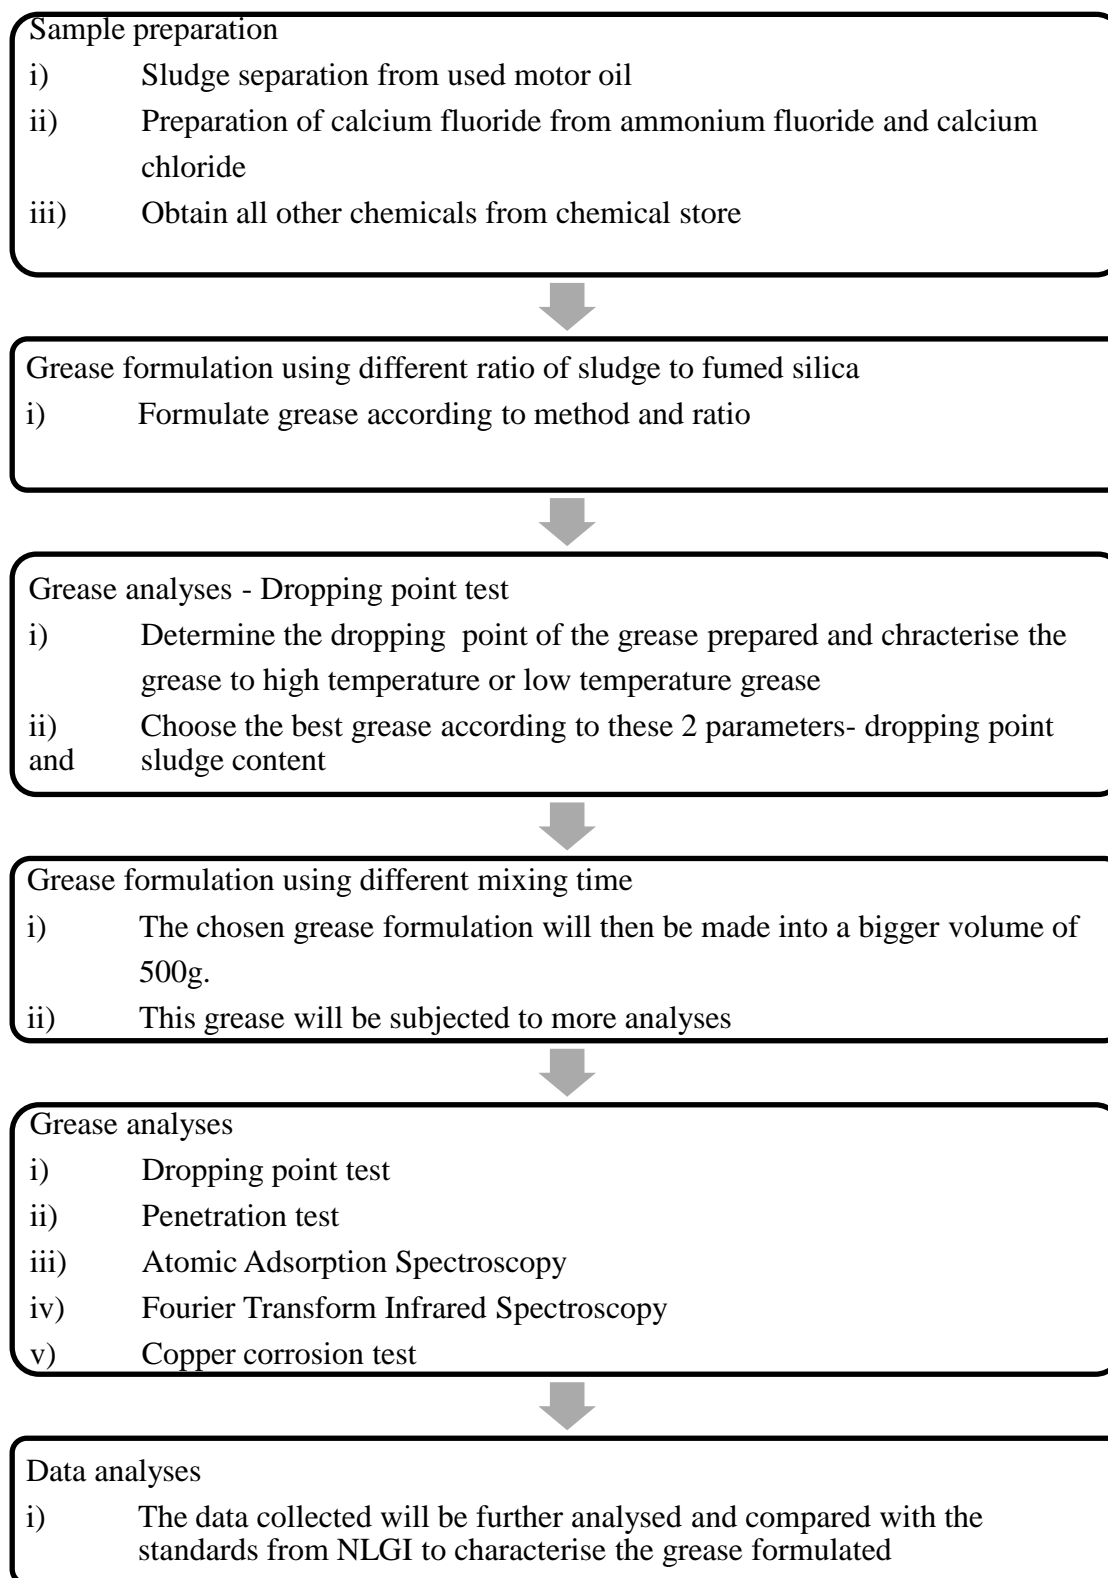 Sample preparation
i) Sludge separation from used motor oil
ii) Preparation of calcium fluoride from ammonium fluoride and calcium
chloride
iii) Obtain all other chemicals from chemical store
Grease formulation using different ratio of sludge to fumed silica
i) Formulate grease according to method and ratio
Grease analyses - Dropping point test
i) Determine the dropping point of the grease prepared and chracterise the
grease to high temperature or low temperature grease
ii) Choose the best grease according to these 2 parameters- dropping point
and sludge content
Grease formulation using different mixing time
i) The chosen grease formulation will then be made into a bigger volume of
500g.
ii) This grease will be subjected to more analyses
Grease analyses
i) Dropping point test
ii) Penetration test
iii) Atomic Adsorption Spectroscopy
iv) Fourier Transform Infrared Spectroscopy
v) Copper corrosion test
Data analyses
i) The data collected will be further analysed and compared with the
standards from NLGI to characterise the grease formulated